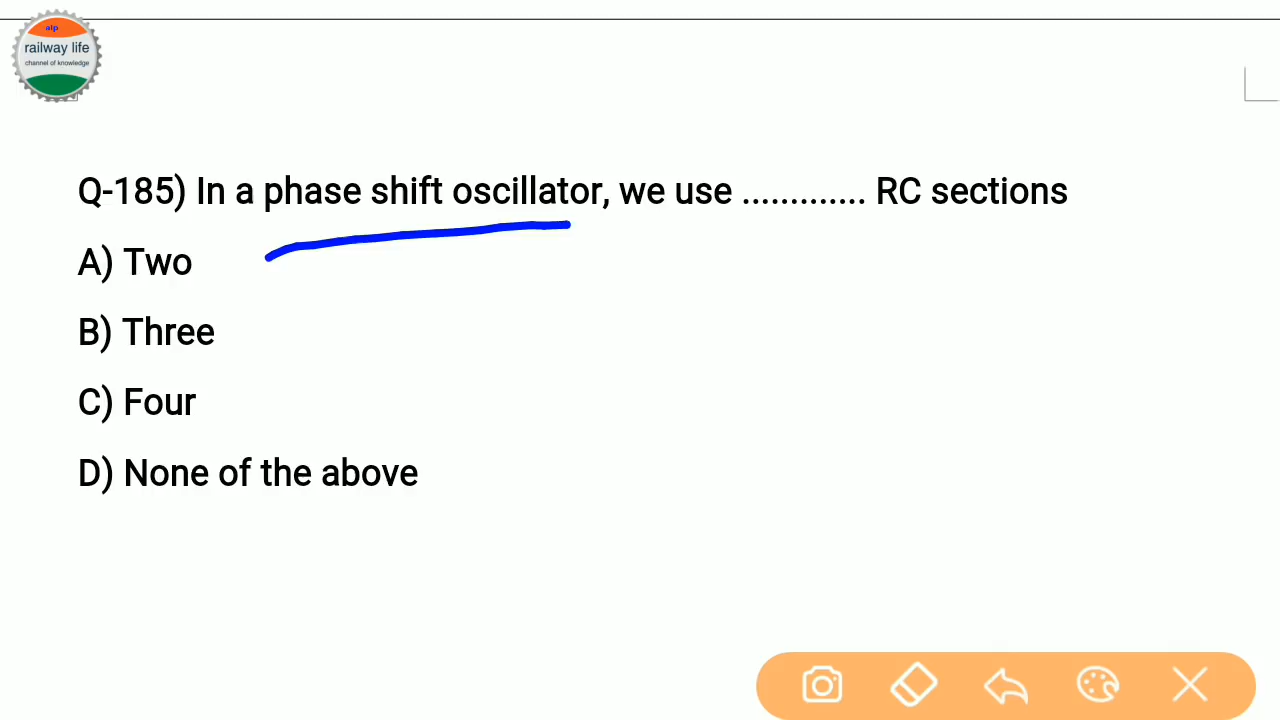 alp
railway life
channel of knowledge
Q-185) In a phase shift oscillator, we use ............. RC sections
A) Two
B) Three
C) Four
D) None of the above